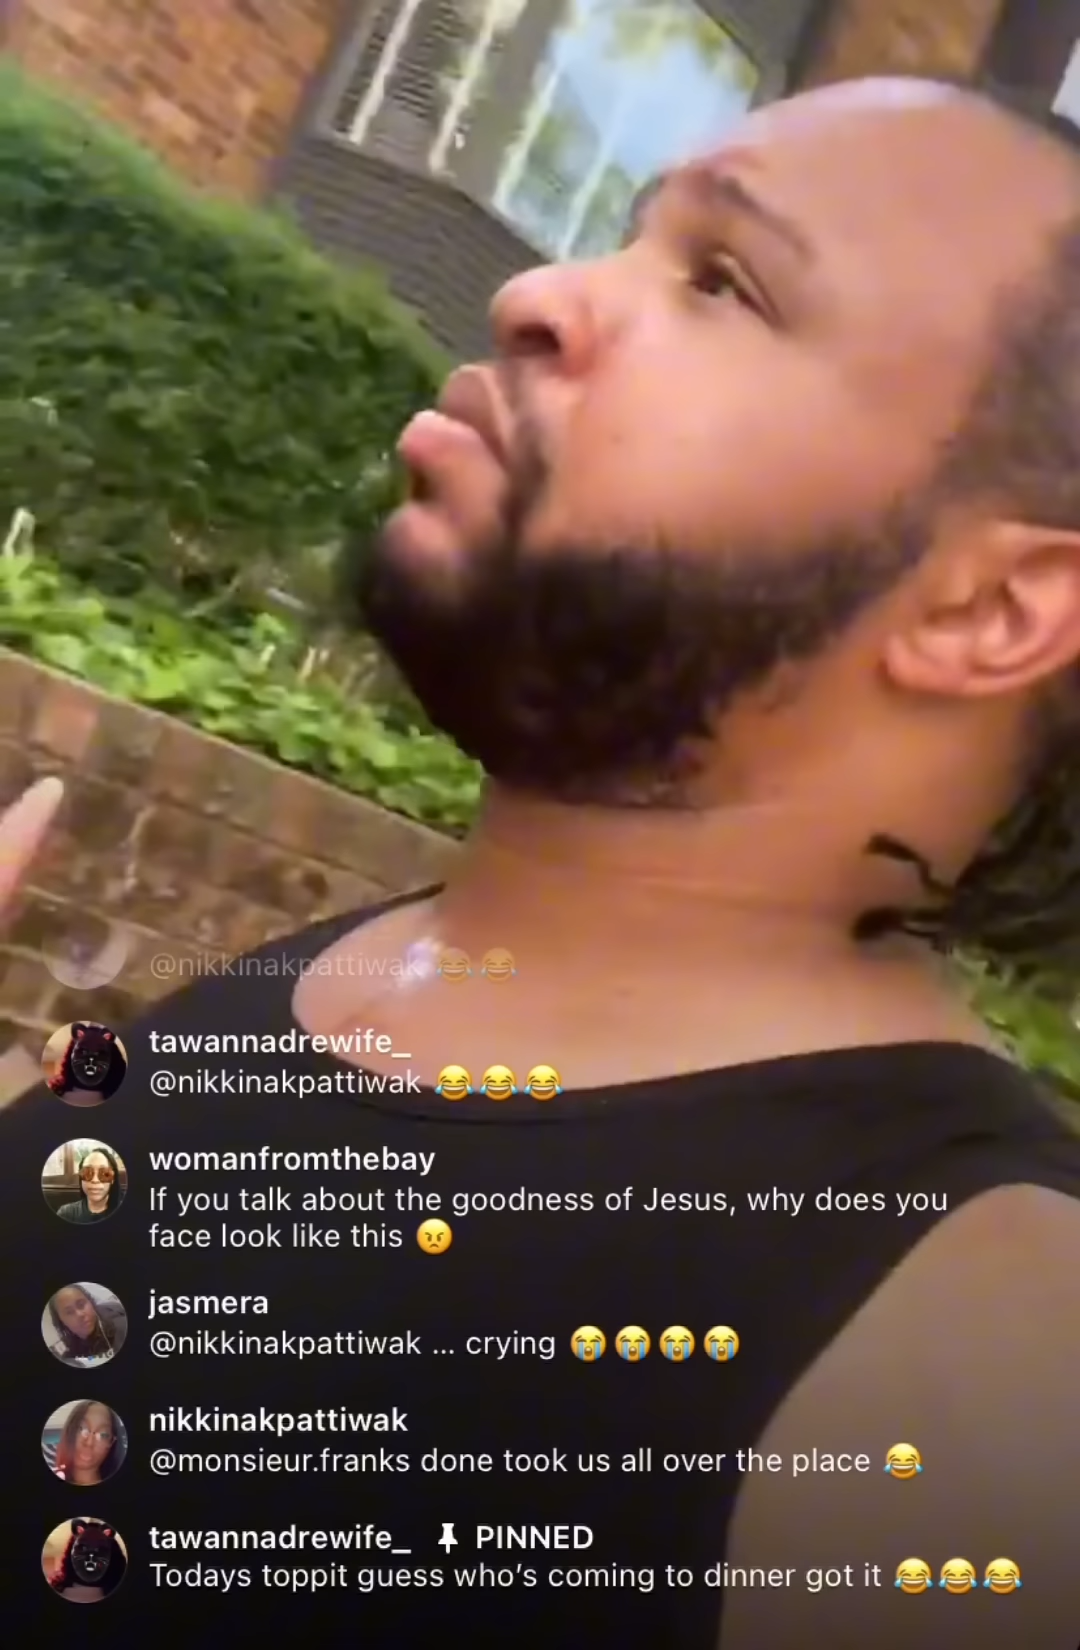 @nikkinakpattiwak 😂😂
tawannadrewife_
@nikkinakpattiwak 😂😂😂
womanfromthebay
If you talk about the goodness of Jesus, why does you
face look like this 😡
jasmera
@nikkinakpattiwak ... crying 😭😭😭😭
nikkinakpattiwak
@monsieur.franks done took us all over the place 😂
tawannadrewife_ 📌 PINNED
Todays toppit guess who’s coming to dinner got it 😂😂😂